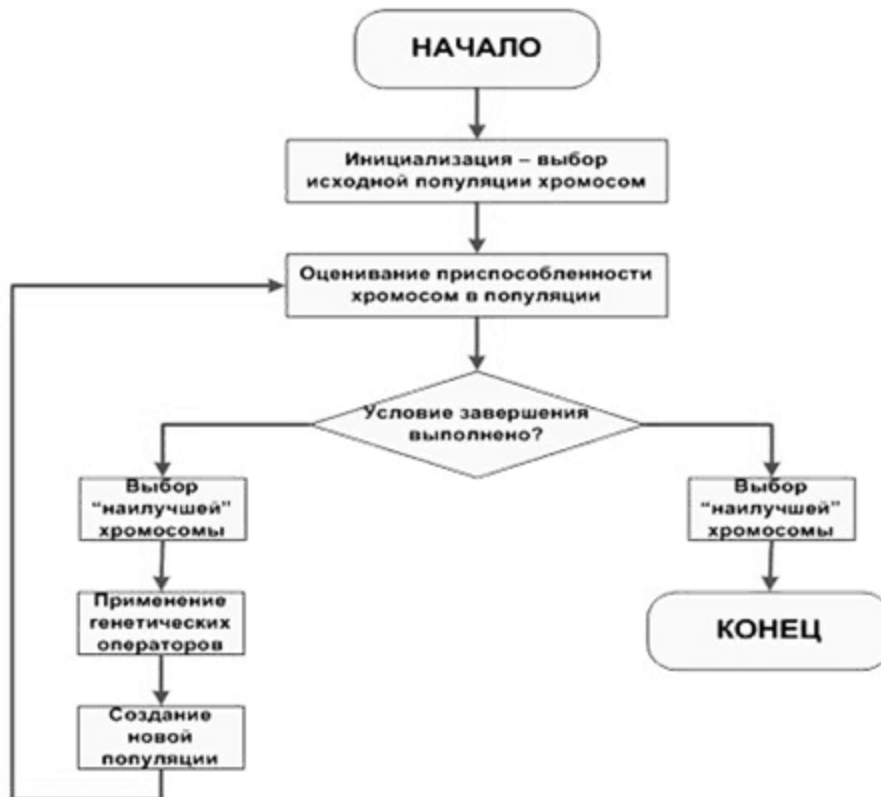 НАЧАЛО
Инициализация – выбор
исходной популяции хромосом
Оценивание приспособленности
хромосом в популяции
Условие завершения
выполнено?
Выбор
“наилучшей”
хромосомы
Применение
генетических
операторов
Создание
новой
популяции
Выбор
“наилучшей”
хромосомы
КОНЕЦ